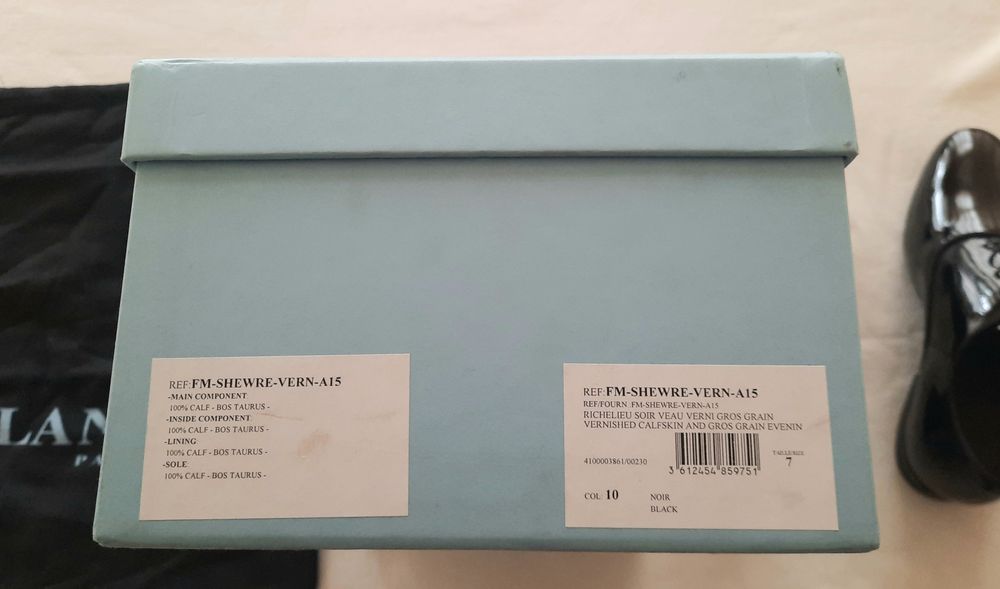 LAN
PA
REF:FM-SHEWRE-VERN-A15
-MAIN COMPONENT
100% CALF - BOS TAURUS -
-INSIDE COMPONENT
100% CALF - BOS TAURUS -
-LINING
100% CALF - BOS TAURUS -
-SOLE
100% CALF - BOS TAURUS -
REF:FM-SHEWRE-VERN-A15
REF/FOURN :FM-SHEWRE-VERN-A15
RICHELIEU SOIR VEAU VERNI GROS GRAIN
VERNISHED CALFSKIN AND GROS GRAIN EVENIN
4100003861/00230
3 612454 859751
TAILLE/SIZE
7
COL 10 NOIR
BLACK